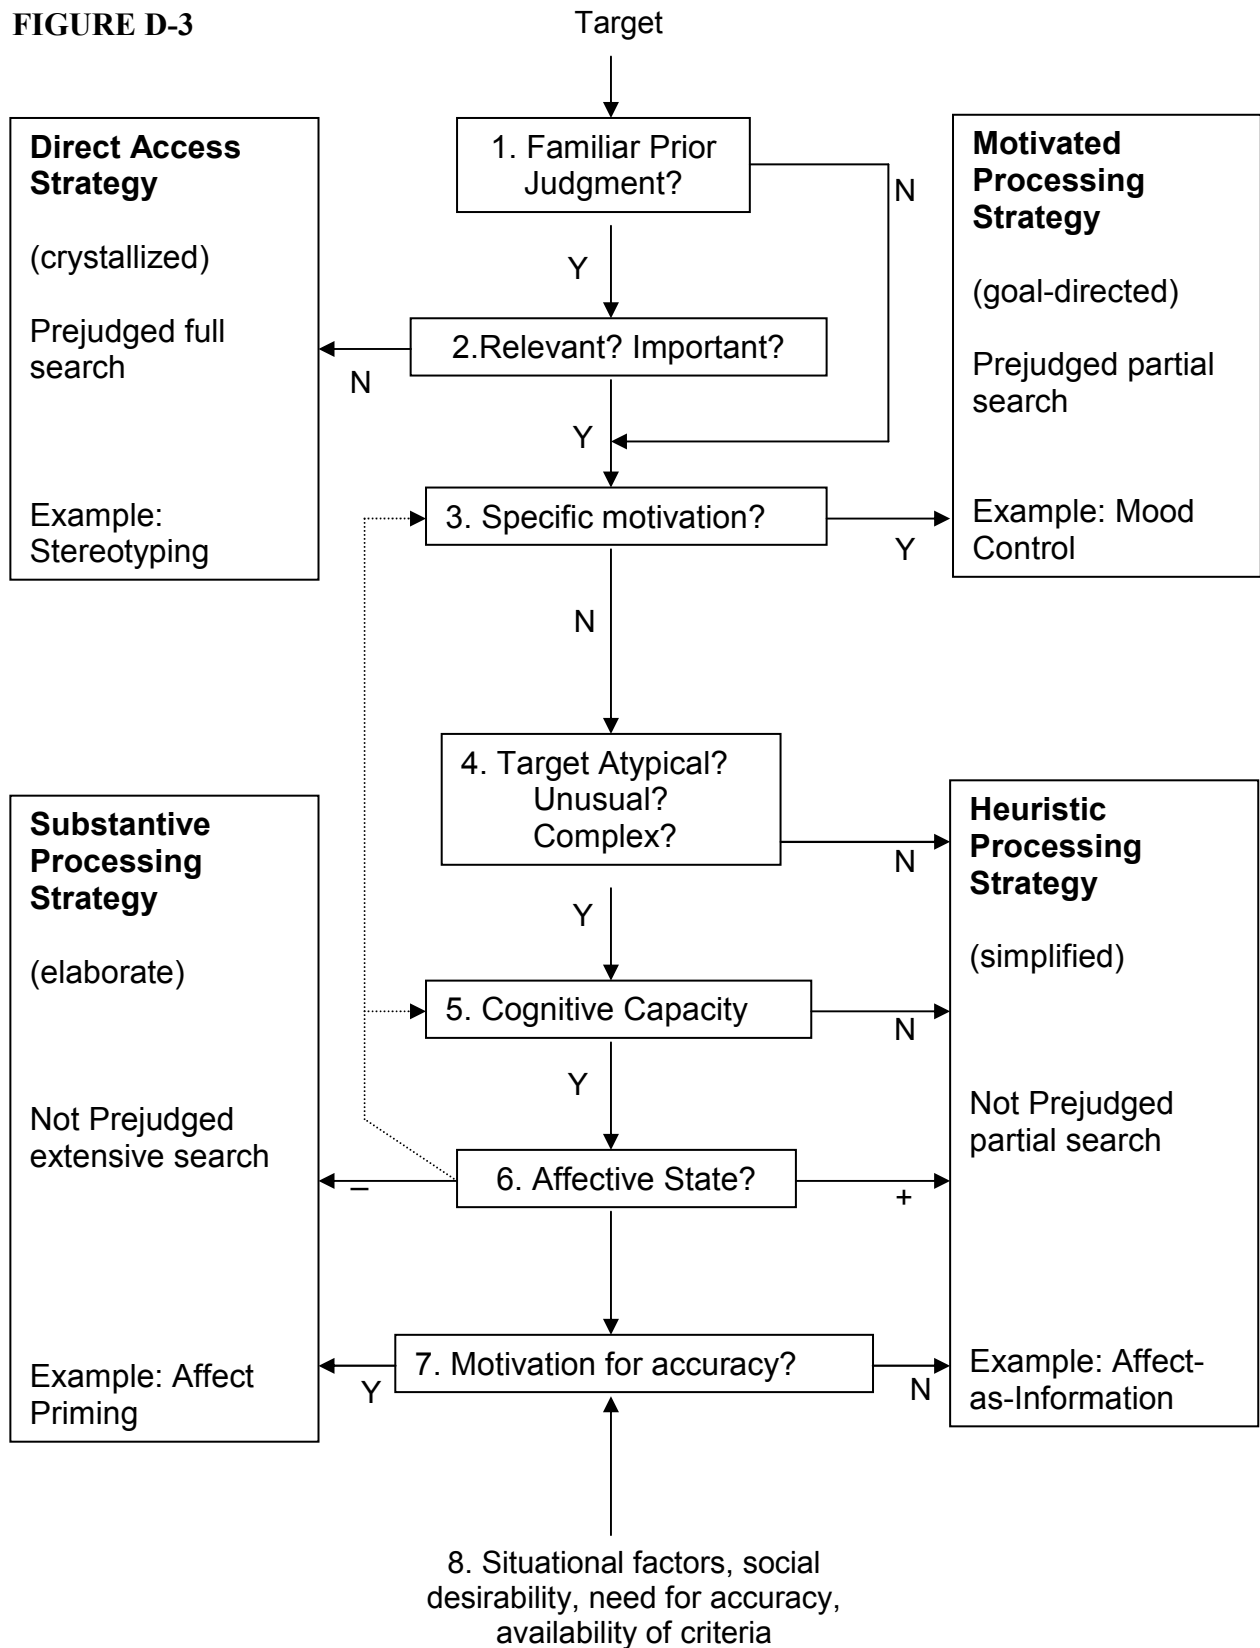 FIGURE D-3
Target
Direct Access
Strategy
(crystallized)
Prejudged full
search
Example:
Stereotyping
1. Familiar Prior
Judgment?
N
Y
2.Relevant? Important?
N
Y
3. Specific motivation?
Y
N
Motivated
Processing
Strategy
(goal-directed)
Prejudged partial
search
Example: Mood
Control
4. Target Atypical?
Unusual?
Complex?
N
Y
5. Cognitive Capacity
N
Y
6. Affective State?
–
+
7. Motivation for accuracy?
Y
N
Substantive
Processing
Strategy
(elaborate)
Not Prejudged
extensive search
Example: Affect
Priming
Heuristic
Processing
Strategy
(simplified)
Not Prejudged
partial search
Example: Affect-
as-Information
8. Situational factors, social
desirability, need for accuracy,
availability of criteria